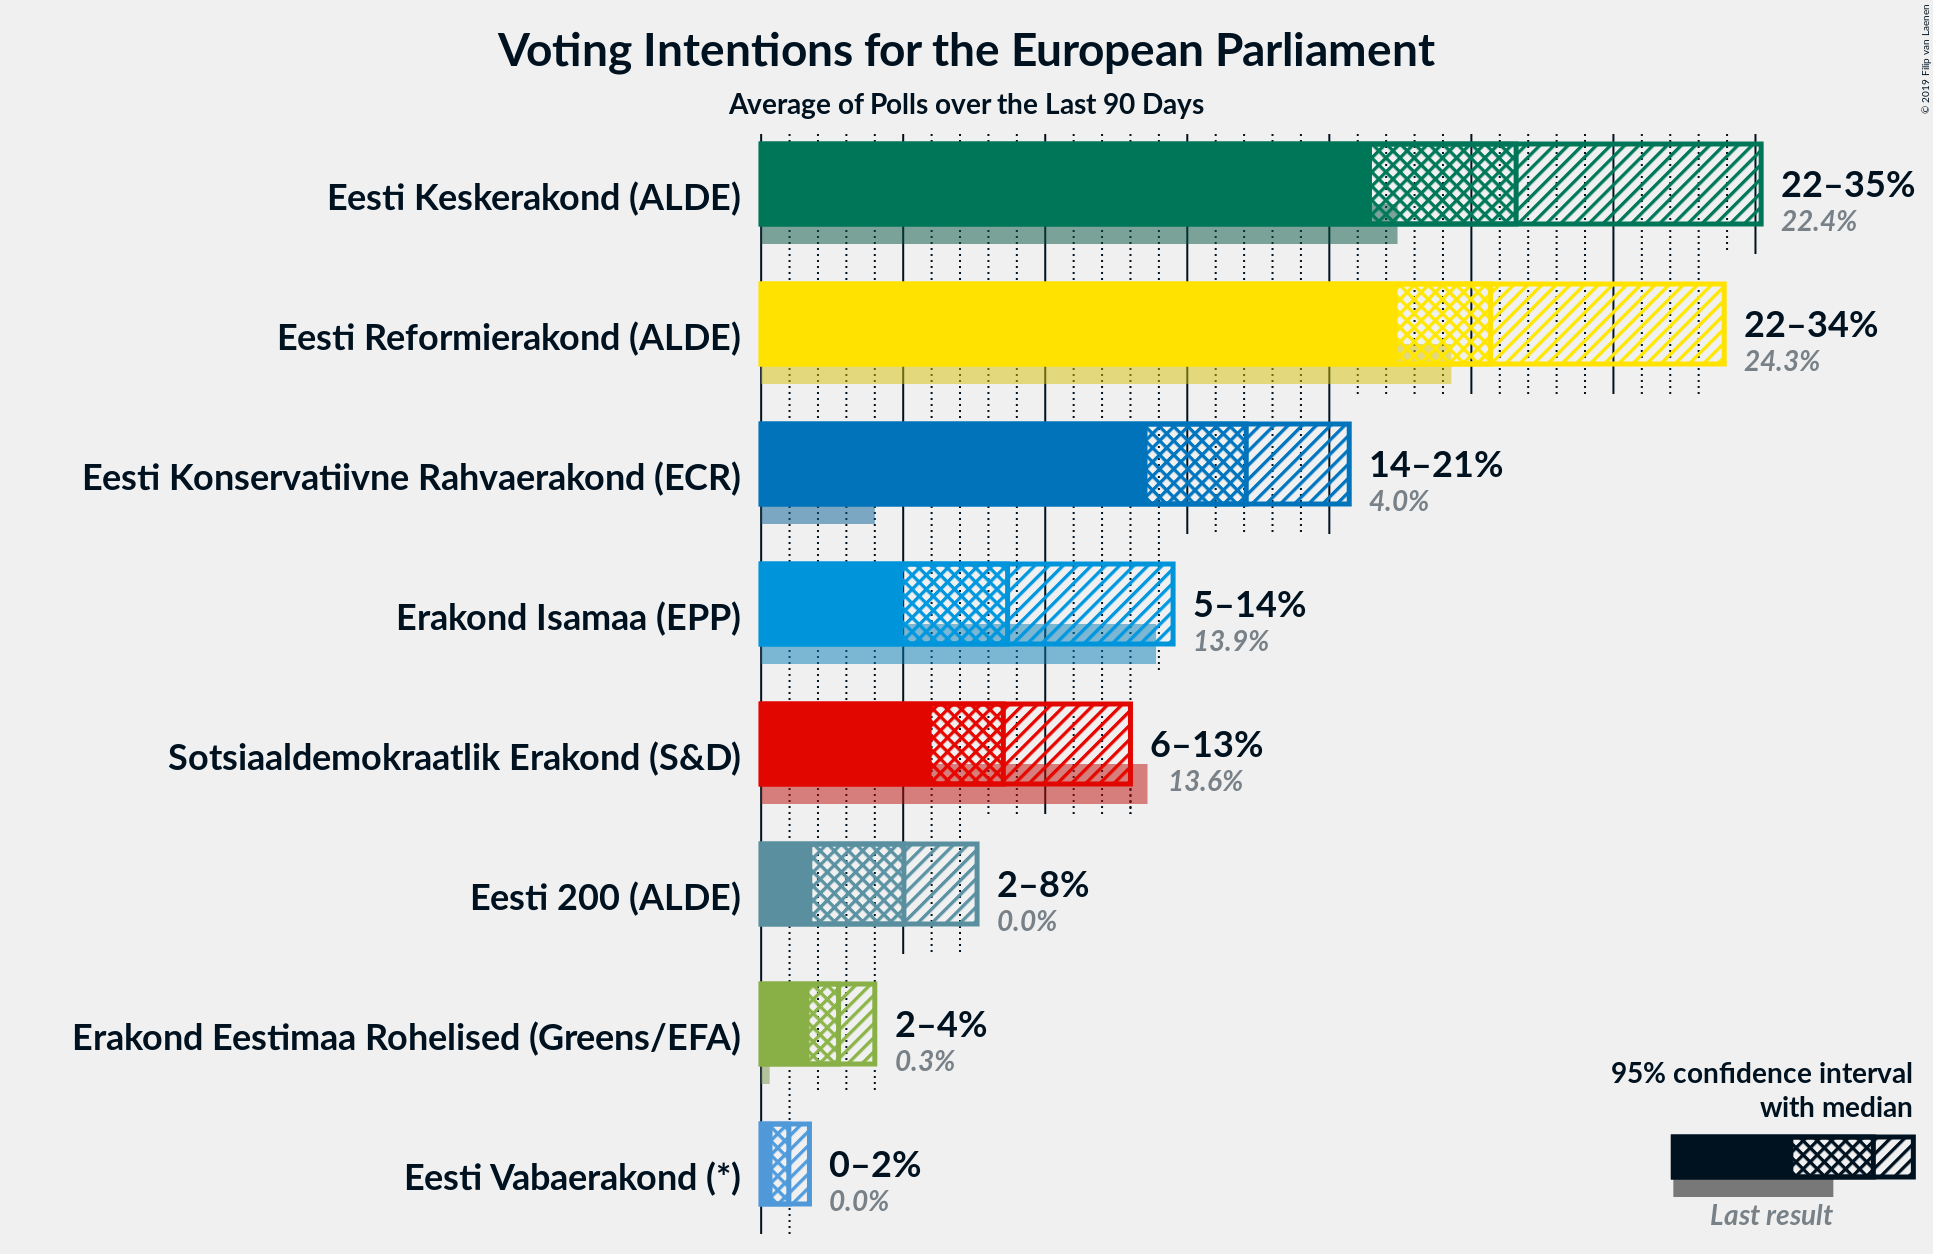 Voting Intentions for the European Parliament
Average of Polls over the Last 90 Days
© 2019 Filip van Laenen
Eesti Keskerakond (ALDE)
22–35%
22.4%
Eesti Reformierakond (ALDE)
22–34%
24.3%
Eesti Konservatiivne Rahvaerakond (ECR)
14–21%
4.0%
Erakond Isamaa (EPP)
5–14%
13.9%
Sotsiaaldemokraatlik Erakond (S&D)
6–13%
13.6%
Eesti 200 (ALDE)
2–8%
0.0%
Erakond Eestimaa Rohelised (Greens/EFA)
2–4%
0.3%
Eesti Vabaerakond (*)
0–2%
0.0%
95% confidence interval
with median
Last result